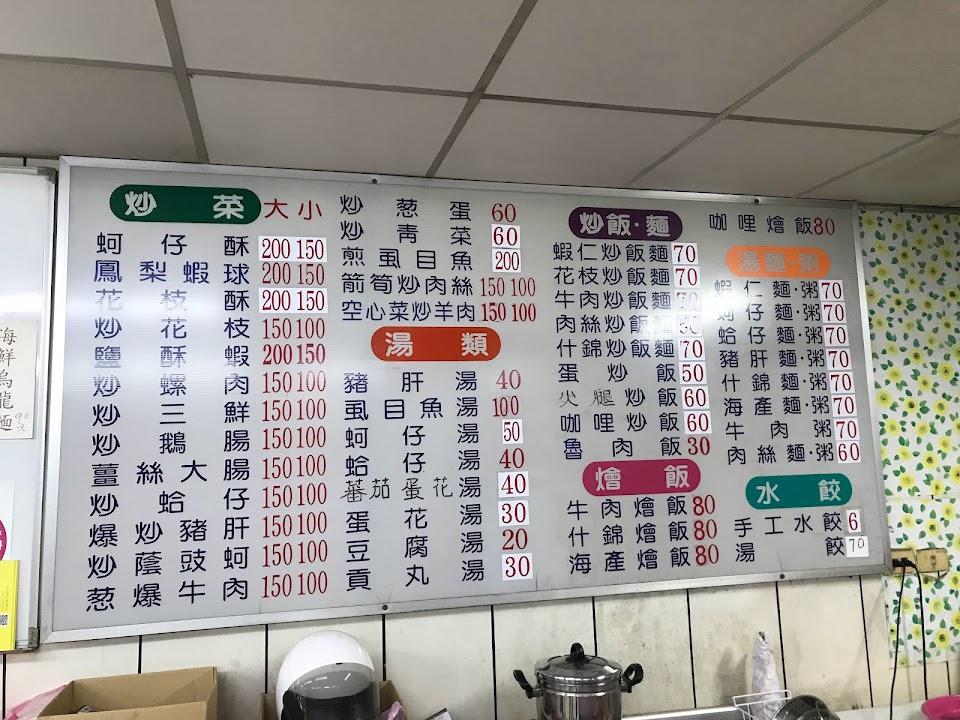 炒菜 大 小
蚵仔酥 200 150
鳳梨蝦球 200 150
花枝酥 200 150
炒花枝 150 100
鹽酥蝦 200 150
炒螺肉 150 100
炒三鮮 150 100
炒鵝腸 150 100
薑絲大腸 150 100
炒蛤仔 150 100
爆炒豬肝 150 100
炒蔭豉蚵 150 100
葱爆牛肉 150 100
炒葱蛋 60
炒青菜 60
煎虱目魚 200
箭筍炒肉絲 150 100
空心菜炒羊肉 150 100
湯類
豬肝湯 40
虱目魚湯 100
蚵仔湯 50
蛤仔湯 40
蕃茄蛋花湯 40
蛋花湯 30
豆腐湯 20
貢丸湯 30
炒飯·麵
蝦仁炒飯麵 70
花枝炒飯麵 70
牛肉炒飯麵 70
肉絲炒飯
什錦炒飯麵 70
蛋炒飯 50
火腿炒飯 60
咖哩炒飯 60
魯肉飯 30
燴飯
牛肉燴飯 80
什錦燴飯 80
海產燴飯 80
咖哩燴飯 80
湯麵·粥
蝦仁麵·粥 70
蚵仔麵·粥 70
蛤仔麵·粥 70
豬肝麵·粥 70
什錦麵·粥 70
海產麵·粥 70
牛肉粥 70
肉絲麵·粥 60
水餃
手工水餃 6
湯餃 70
海鮮烏龍麵 90元